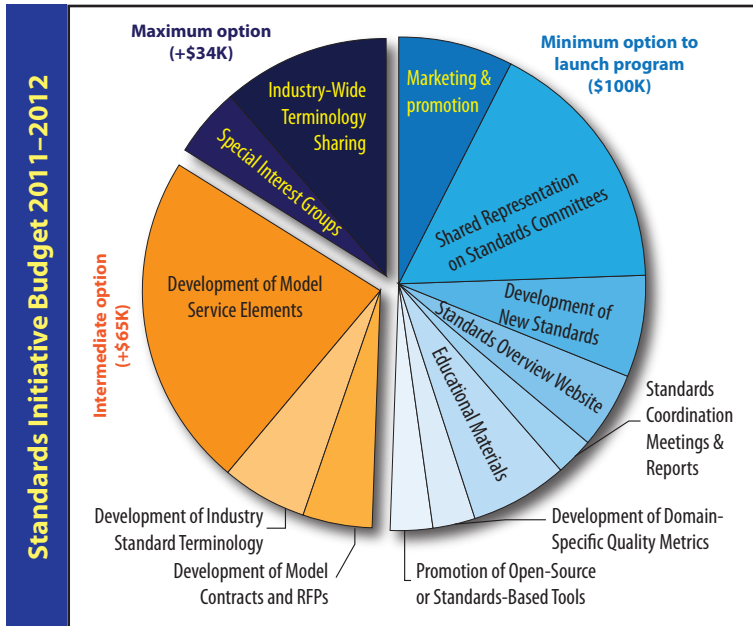 Standards Initiative Budget 2011–2012
Maximum option
(+$34K)
Minimum option to
launch program
($100K)
Marketing &
promotion
Industry-Wide
Terminology
Sharing
Special Interest Groups
Shared Representation
on Standards Committees
Development of
New Standards
Standards Overview Website
Educational Materials
Development of Model
Service Elements
Intermediate option
(+$65K)
Standards
Coordination
Meetings &
Reports
Development of Industry
Standard Terminology
Development of Model
Contracts and RFPs
Development of Domain-
Specific Quality Metrics
Promotion of Open-Source
or Standards-Based Tools